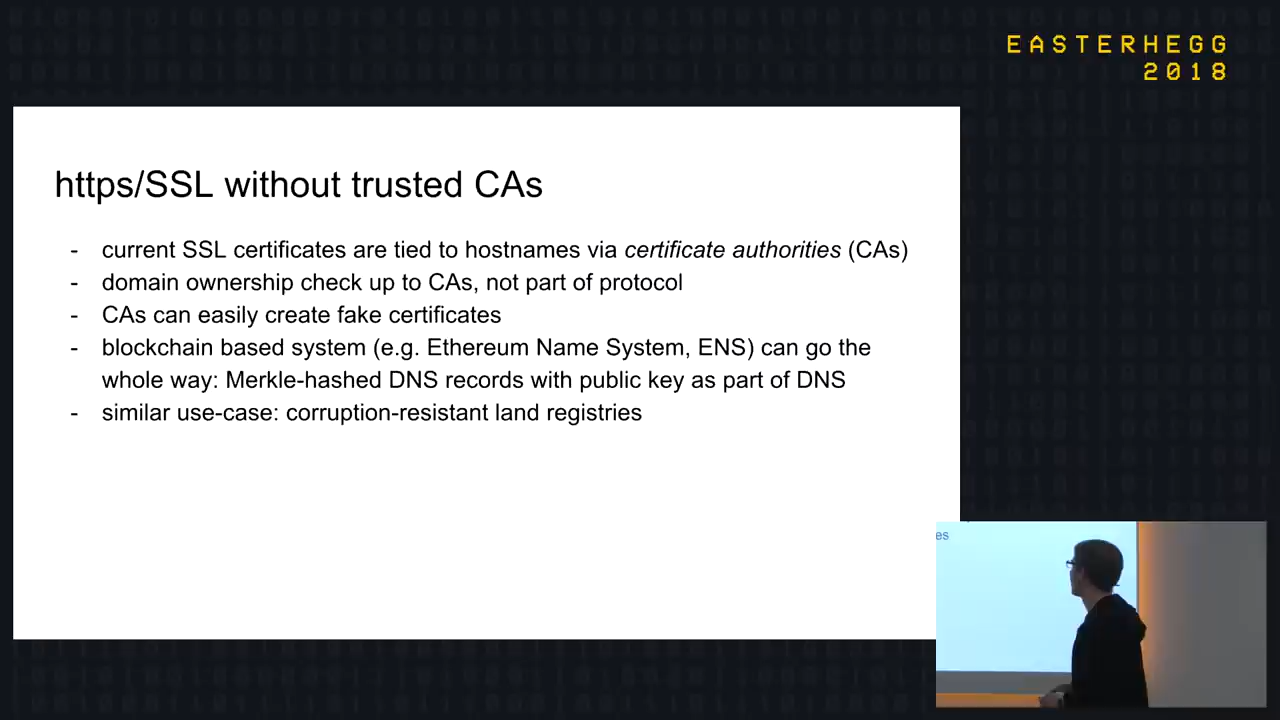 EASTERHEGG
2018
https/SSL without trusted CAs
- current SSL certificates are tied to hostnames via certificate authorities (CAs)
- domain ownership check up to CAs, not part of protocol
- CAs can easily create fake certificates
- blockchain based system (e.g. Ethereum Name System, ENS) can go the
whole way: Merkle-hashed DNS records with public key as part of DNS
- similar use-case: corruption-resistant land registries
es